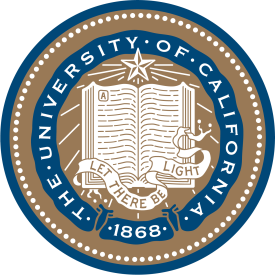 ·THE·UNIVERSITY·OF·CALIFORNIA·
A
LET THERE BE LIGHT
·1868·